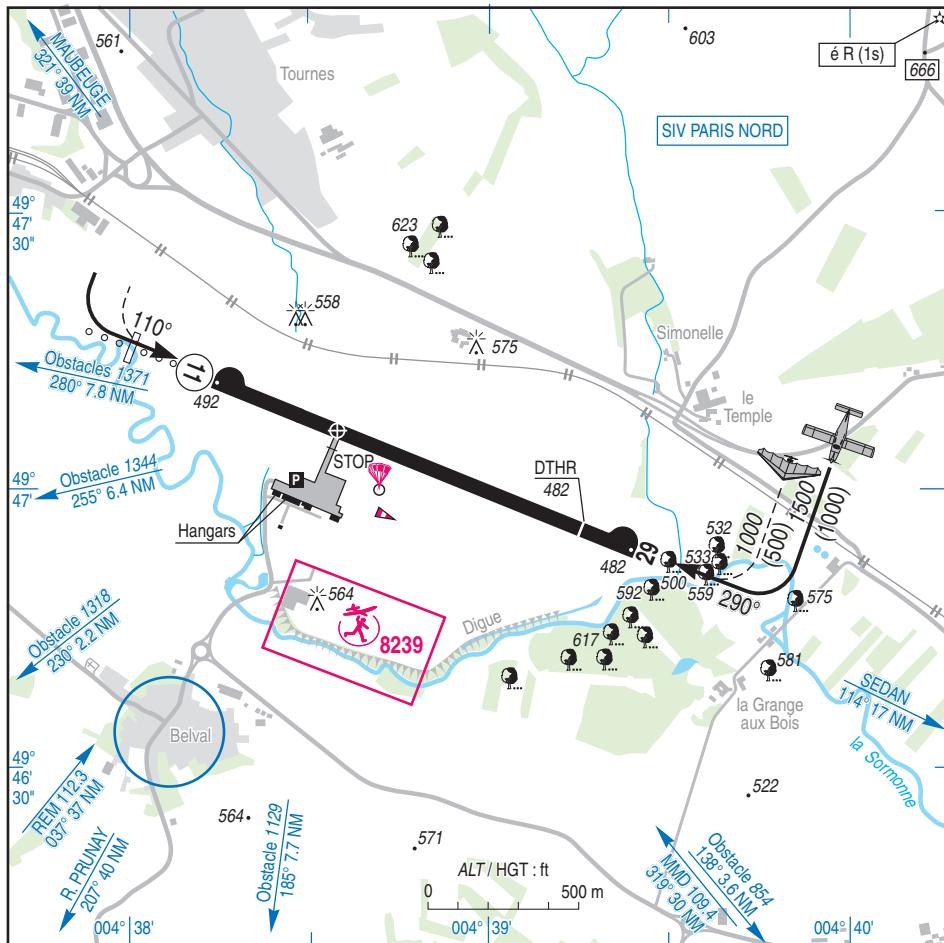 561
603
é R (1s)
666
MAUBEUGE
321° 39 NM
Tournes
SIV PARIS NORD
49°
47'
30"
623
558
575
110°
Simonelle
Obstacles 1371
280° 7.8 NM
11
492
le
Temple
STOP
P
DTHR
482
49°
47'
Obstacle 1344
255° 6.4 NM
1500
(1000)
1000
(500)
Hangars
29
482
532
533
500
559
290°
592
575
564
8239
Digue
617
581
Obstacle 1318
230° 2.2 NM
SEDAN
114° 17 NM
la Grange
aux Bois
Belval
la Sormonne
49°
46'
30"
REM 112.3
037° 37 NM
522
564
571
R. PRUNAY
207° 40 NM
Obstacle 1129
185° 7.7 NM
Obstacle 854
138° 3.6 NM
MMD 109.4
319° 30 NM
ALT / HGT : ft
0 500 m
004° 38'
004° 39'
004° 40'